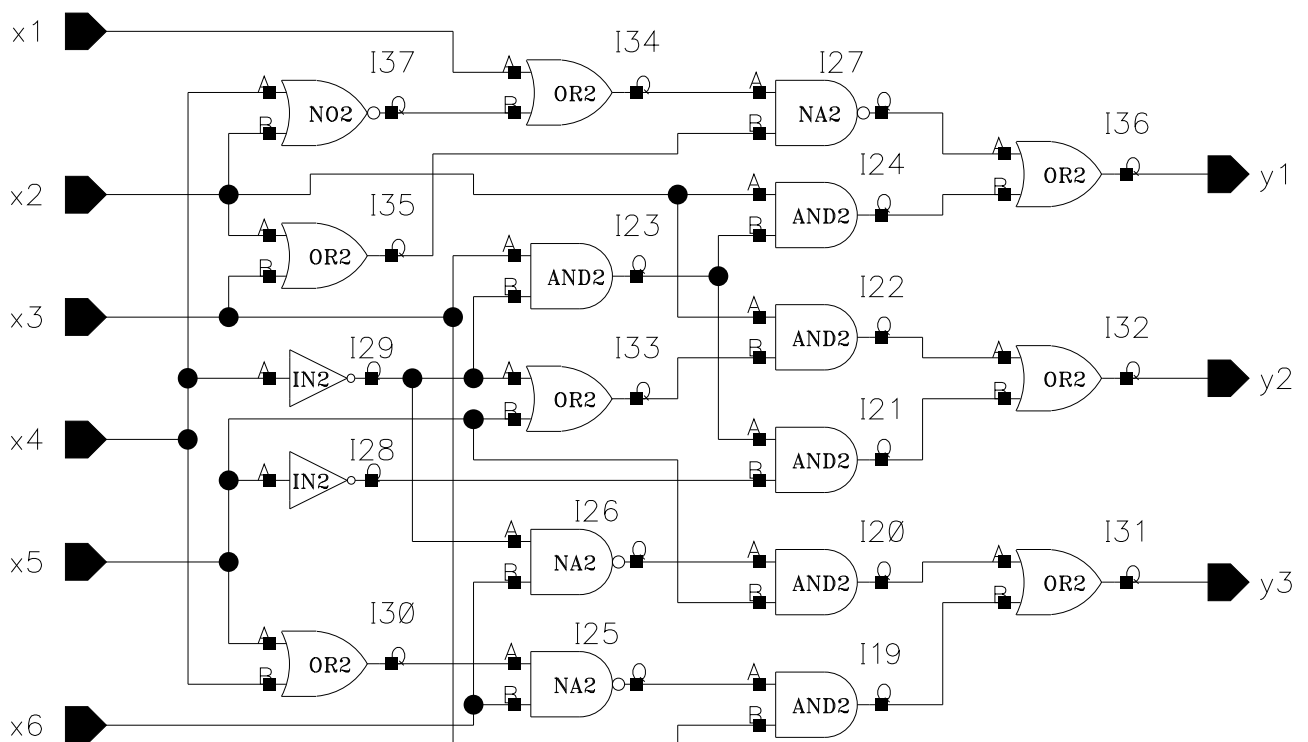 x1
I34
I37
I27
A
A
A
OR2
Q
NO2
Q
B
NA2
Q
B
B
I36
I24
A
OR2
Q
y1
x2
I35
A
AND2
Q
B
A
OR2
Q
I23
B
A
AND2
Q
B
B
I22
x3
I29
I33
A
AND2
Q
I32
B
A
A
IN2
Q
A
OR2
Q
OR2
Q
y2
B
I21
B
x4
I28
A
AND2
Q
A
IN2
Q
B
I26
A
NA2
Q
I20
I31
x5
B
A
AND2
Q
A
OR2
Q
y3
B
B
I30
I25
A
OR2
Q
A
NA2
Q
I19
B
B
A
AND2
Q
x6
B